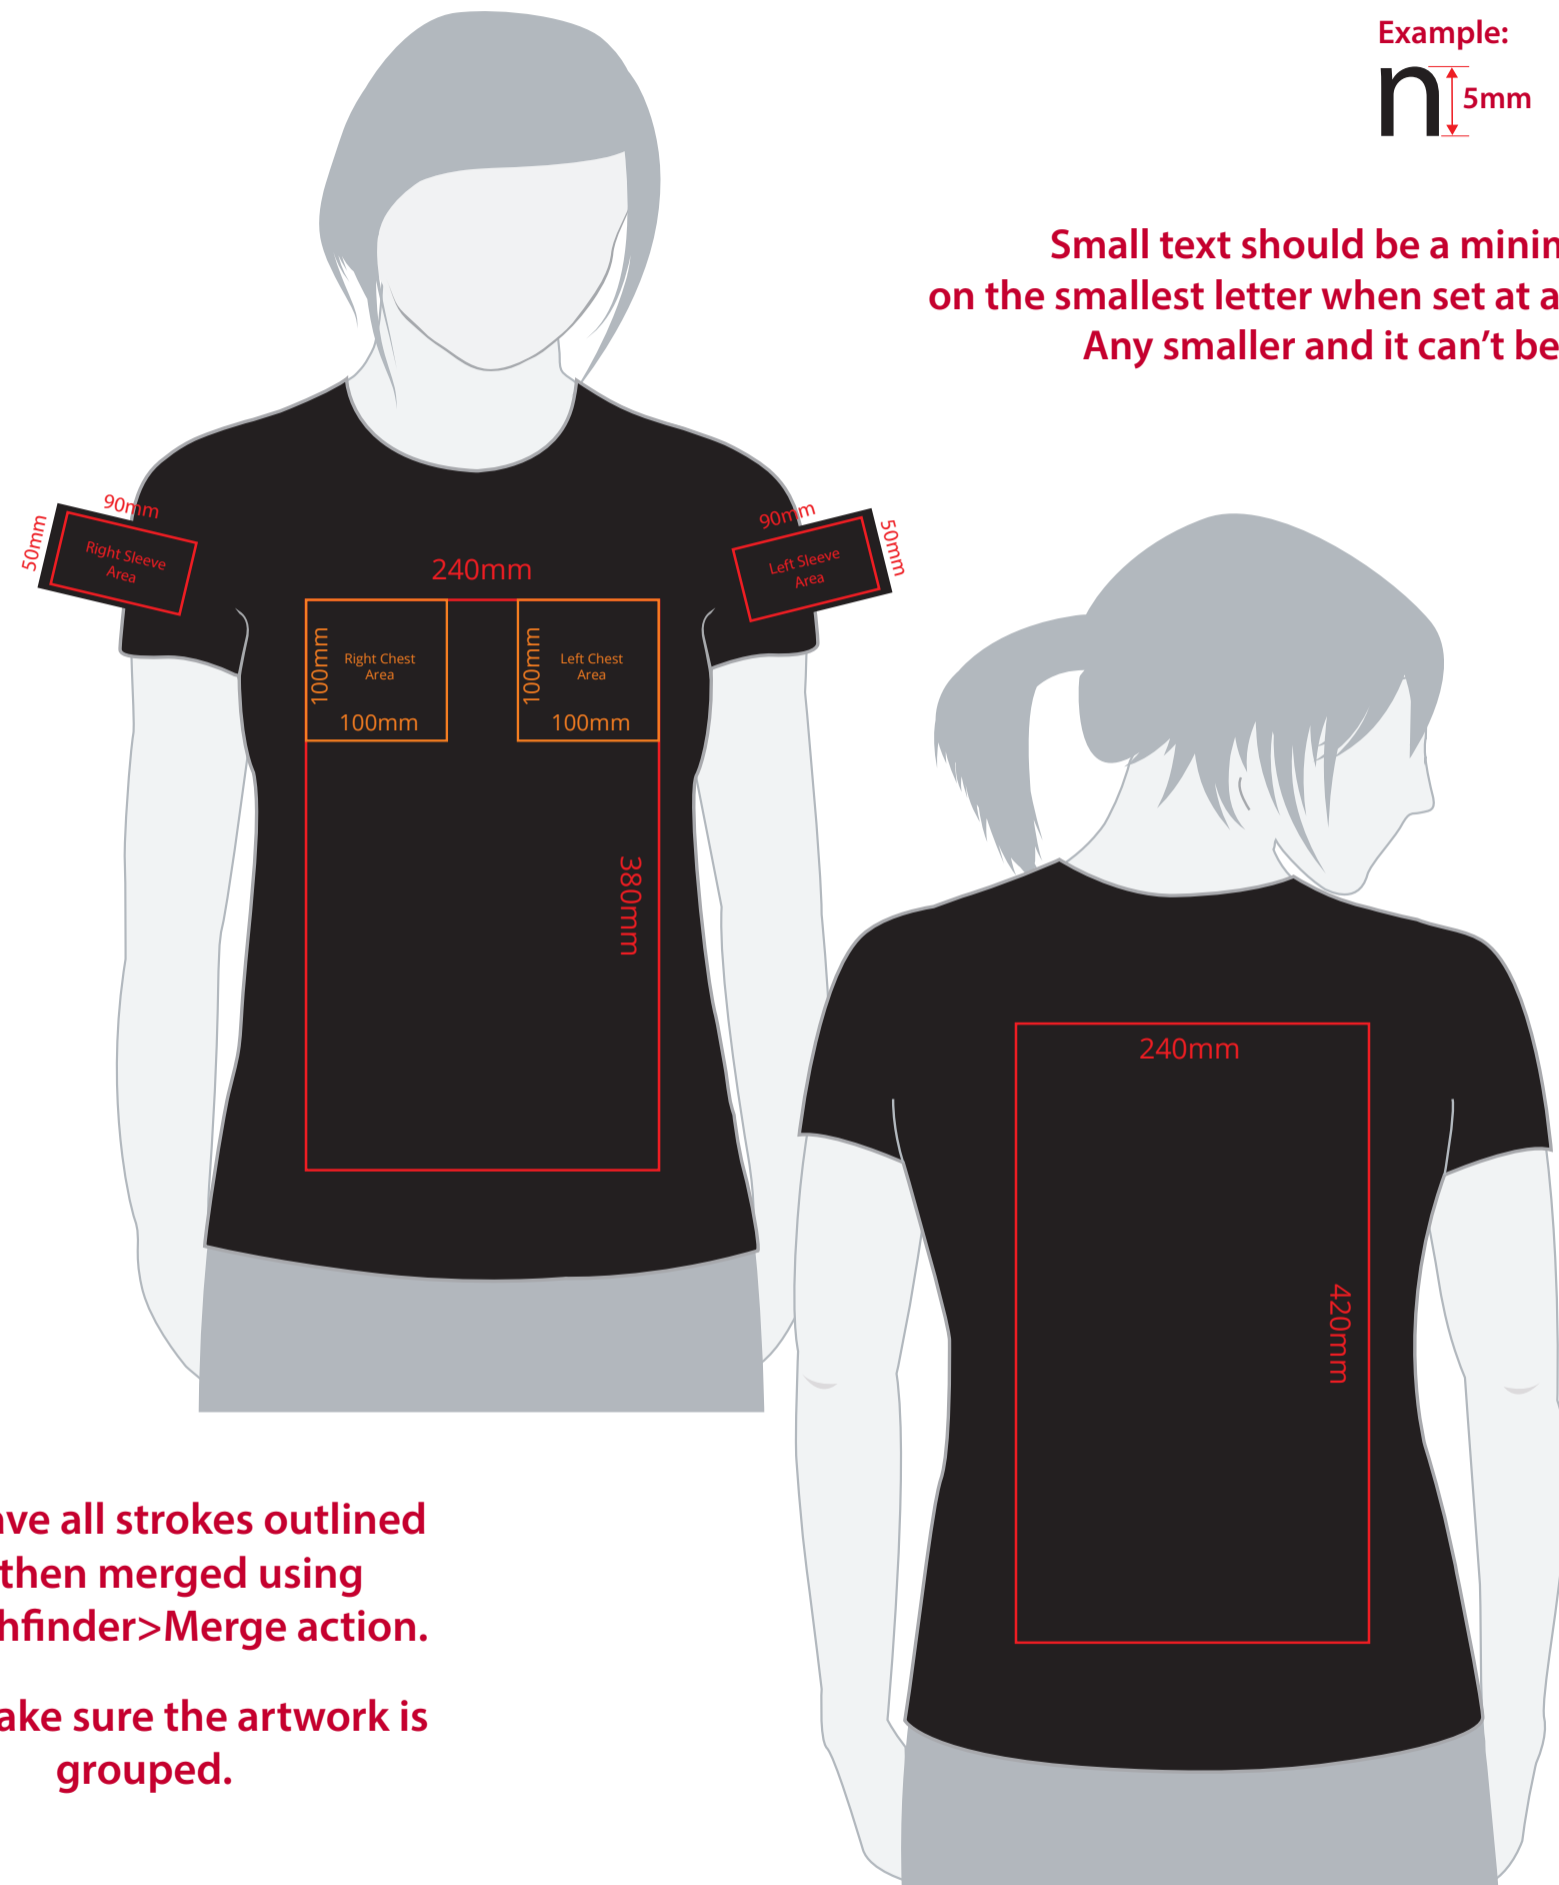 Example:
n
5mm
Small text should be a
on the smallest letter when set at a
Any smaller and it can't be
90mm
50mm
Right Sleeve
Area
90mm
50mm
Left Sleeve
Area
240mm
100mm
Right Chest
Area
100mm
100mm
Left Chest
Area
100mm
380mm
240mm
420mm
all strokes outlined
then merged using
hfinder>Merge action.
ake sure the artwork is
grouped.